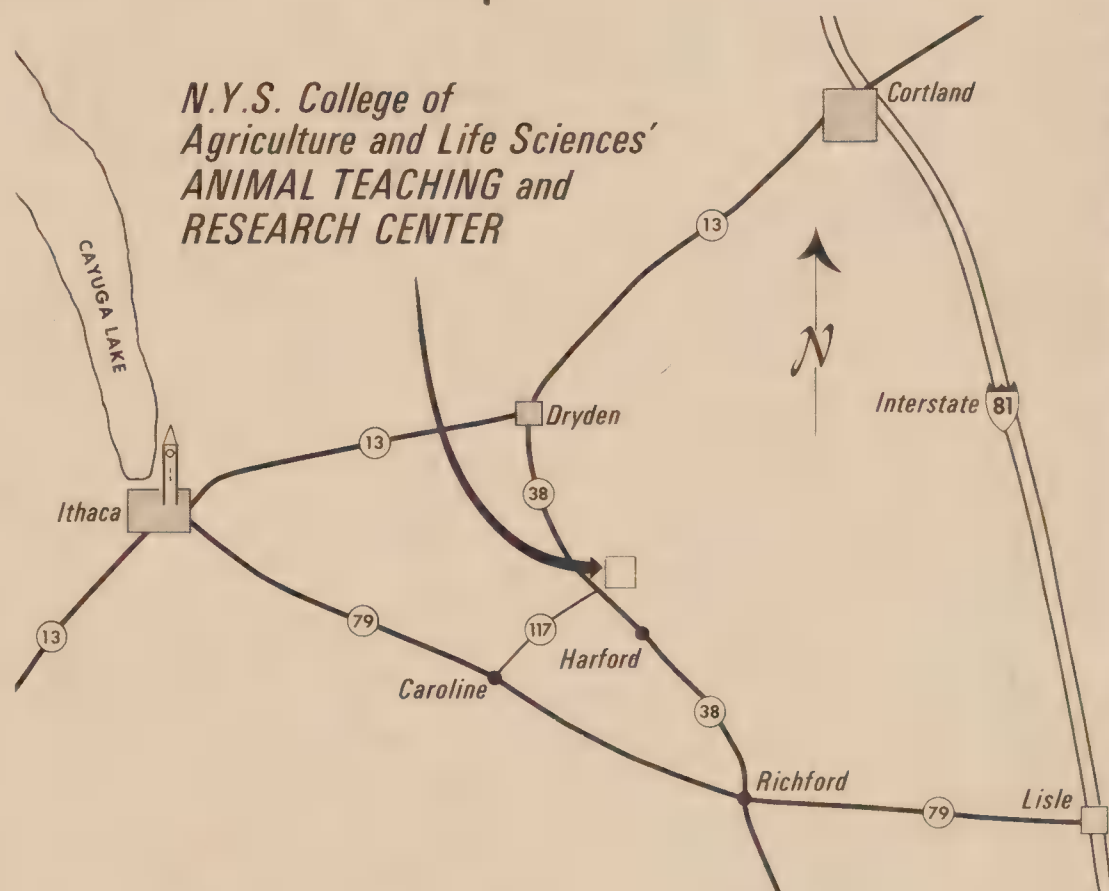 N.Y.S. College of
Agriculture and Life Sciences'
ANIMAL TEACHING and
RESEARCH CENTER
Cortland
13
CAYUGA LAKE
N
Interstate 81
Dryden
13
38
Ithaca
79
117
13
Harford
Caroline
38
Richford
Lisle
79